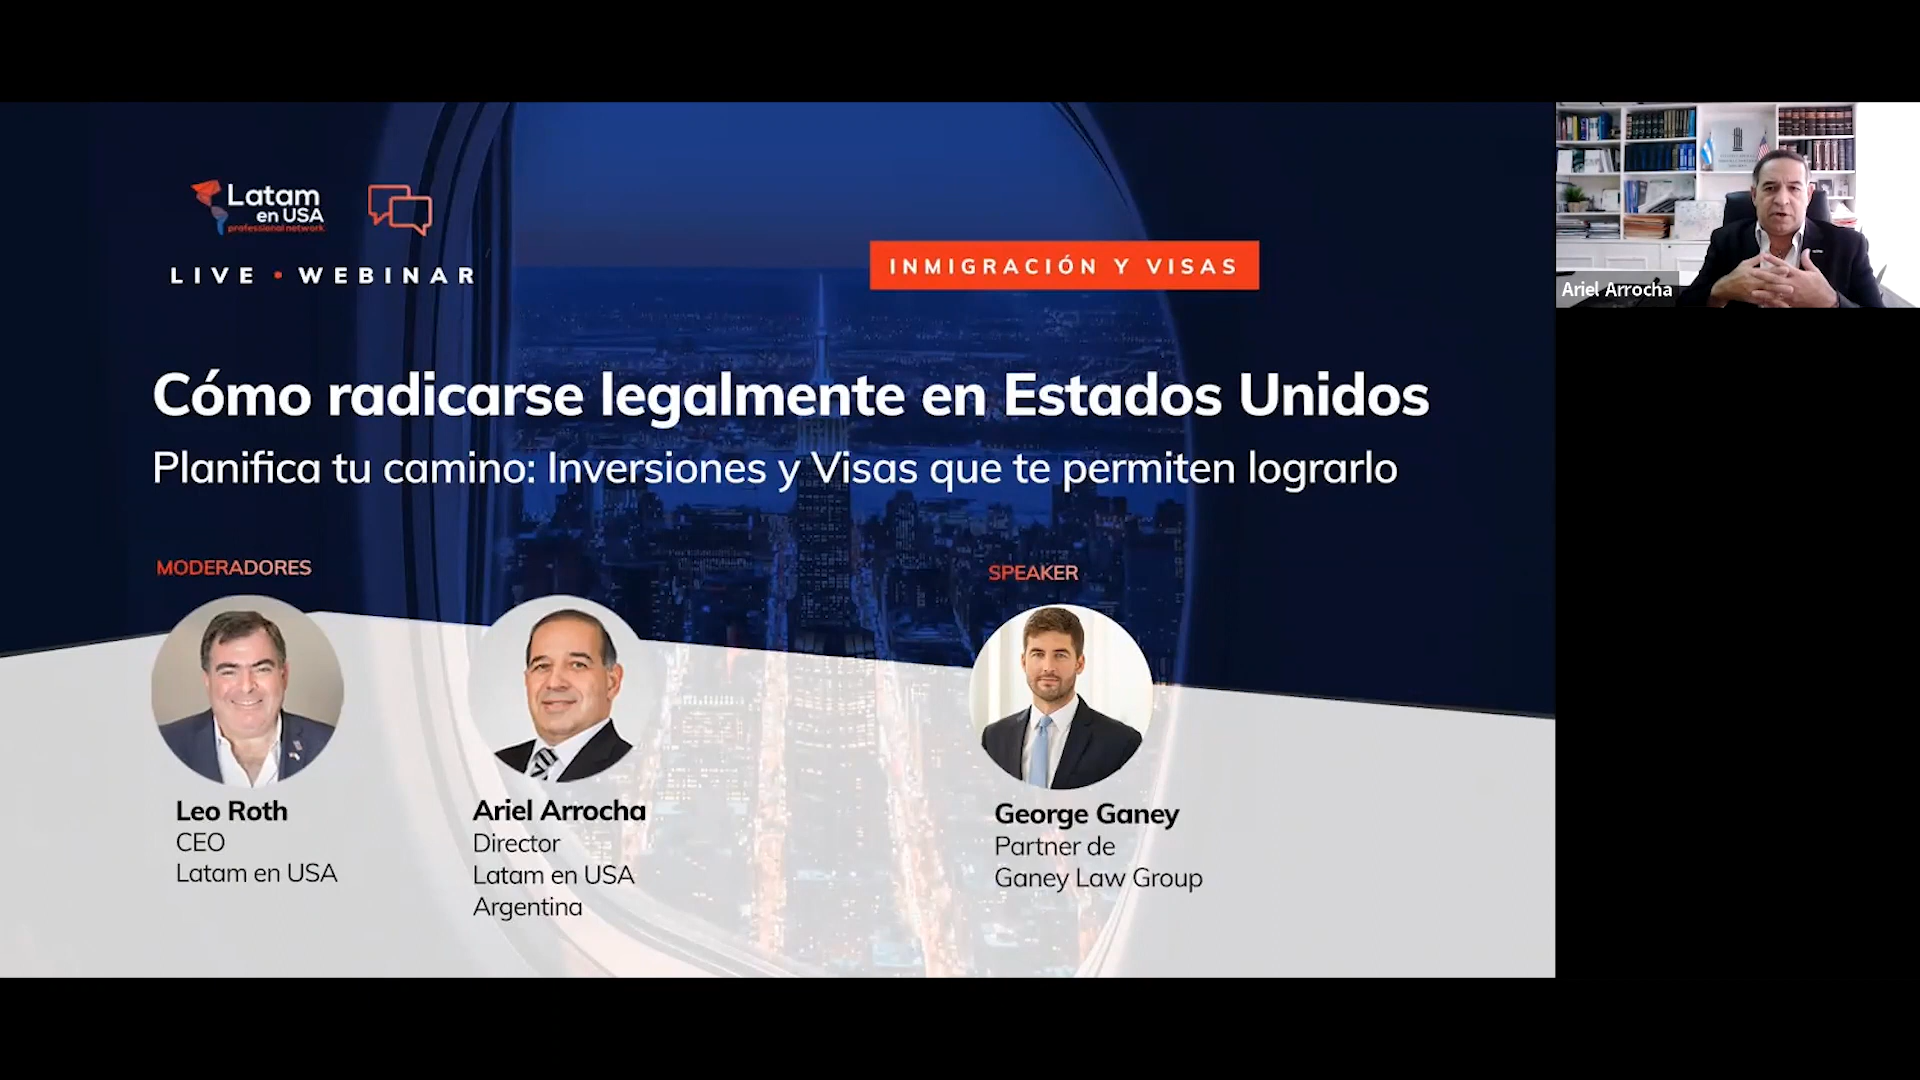 Latam
en USA
professional network
LIVE • WEBINAR
INMIGRACIÓN Y VISAS
Cómo radicarse legalmente en Estados Unidos
Planifica tu camino: Inversiones y Visas que te permiten lograrlo
MODERADORES
SPEAKER
Leo Roth
CEO
Latam en USA
Ariel Arrocha
Director
Latam en USA
Argentina
George Ganey
Partner de
Ganey Law Group
Ariel Arrocha